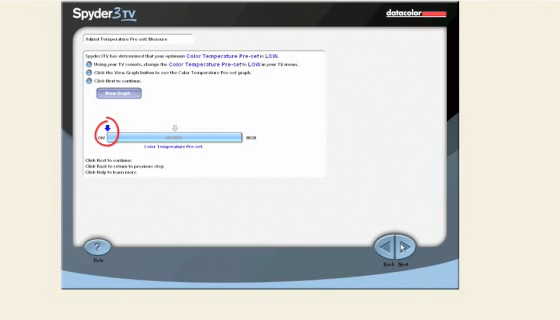 Spyder3TV
datacolor
Adjust Temperature Pre-set: Measure
Spyder3TV has determined that your optimum Color Temperature Pre-set is LOW.
Using your TV remote, change the Color Temperature Pre-set to LOW in your TV menu.
Click the View Graph button to see the Color Temperature Pre-set graph.
Click Next to continue.
View Graph
HIGH
Color Temperature Pre-set
Click Next to continue.
Click Back to return to previous step
Click Help to learn more
?
Help
Back Next